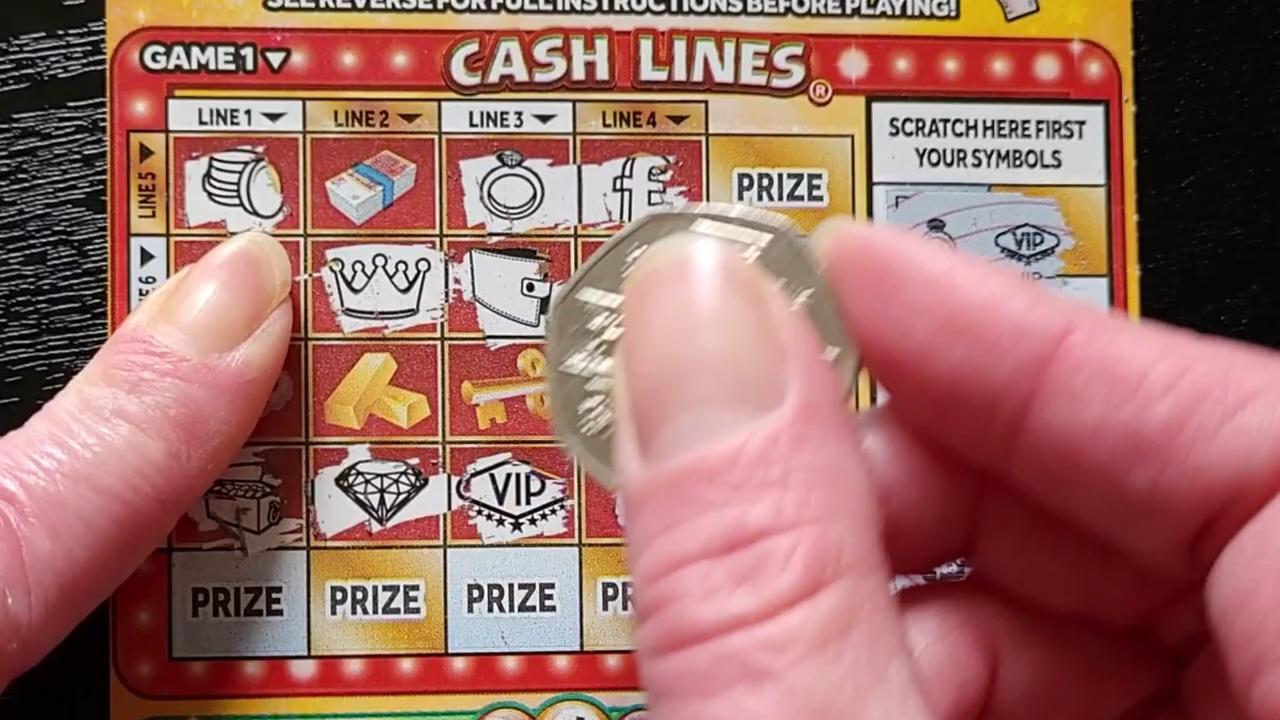 SEE REVERSE FOR FULL INSTRUCTIONS BEFORE PLAYING!
GAME 1
CASH LINES®
LINE 1
LINE 2
LINE 3
LINE 4
SCRATCH HERE FIRST
YOUR SYMBOLS
LINE 5
£
PRIZE
VIP
VIP
PRIZE
PRIZE
PRIZE